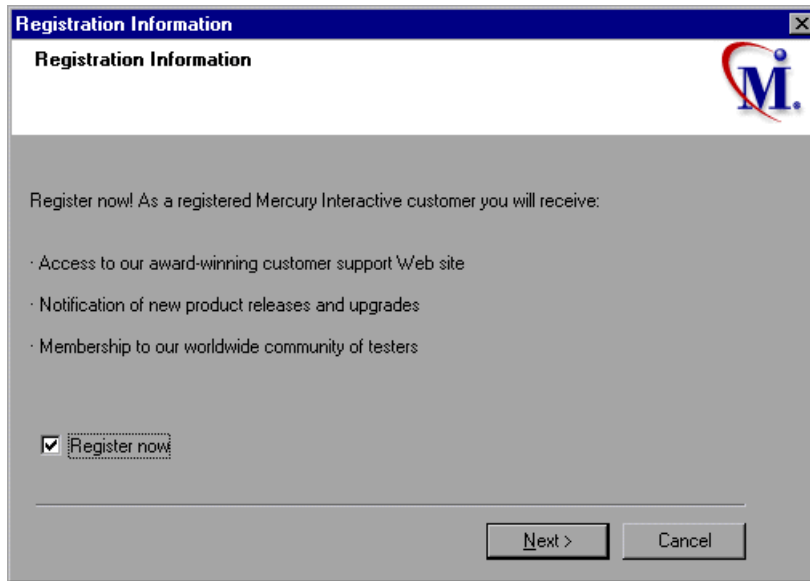 Registration Information
Registration Information
M.
Register now! As a registered Mercury Interactive customer you will receive:
· Access to our award-winning customer support Web site
· Notification of new product releases and upgrades
· Membership to our worldwide community of testers
Register now
Next >
Cancel